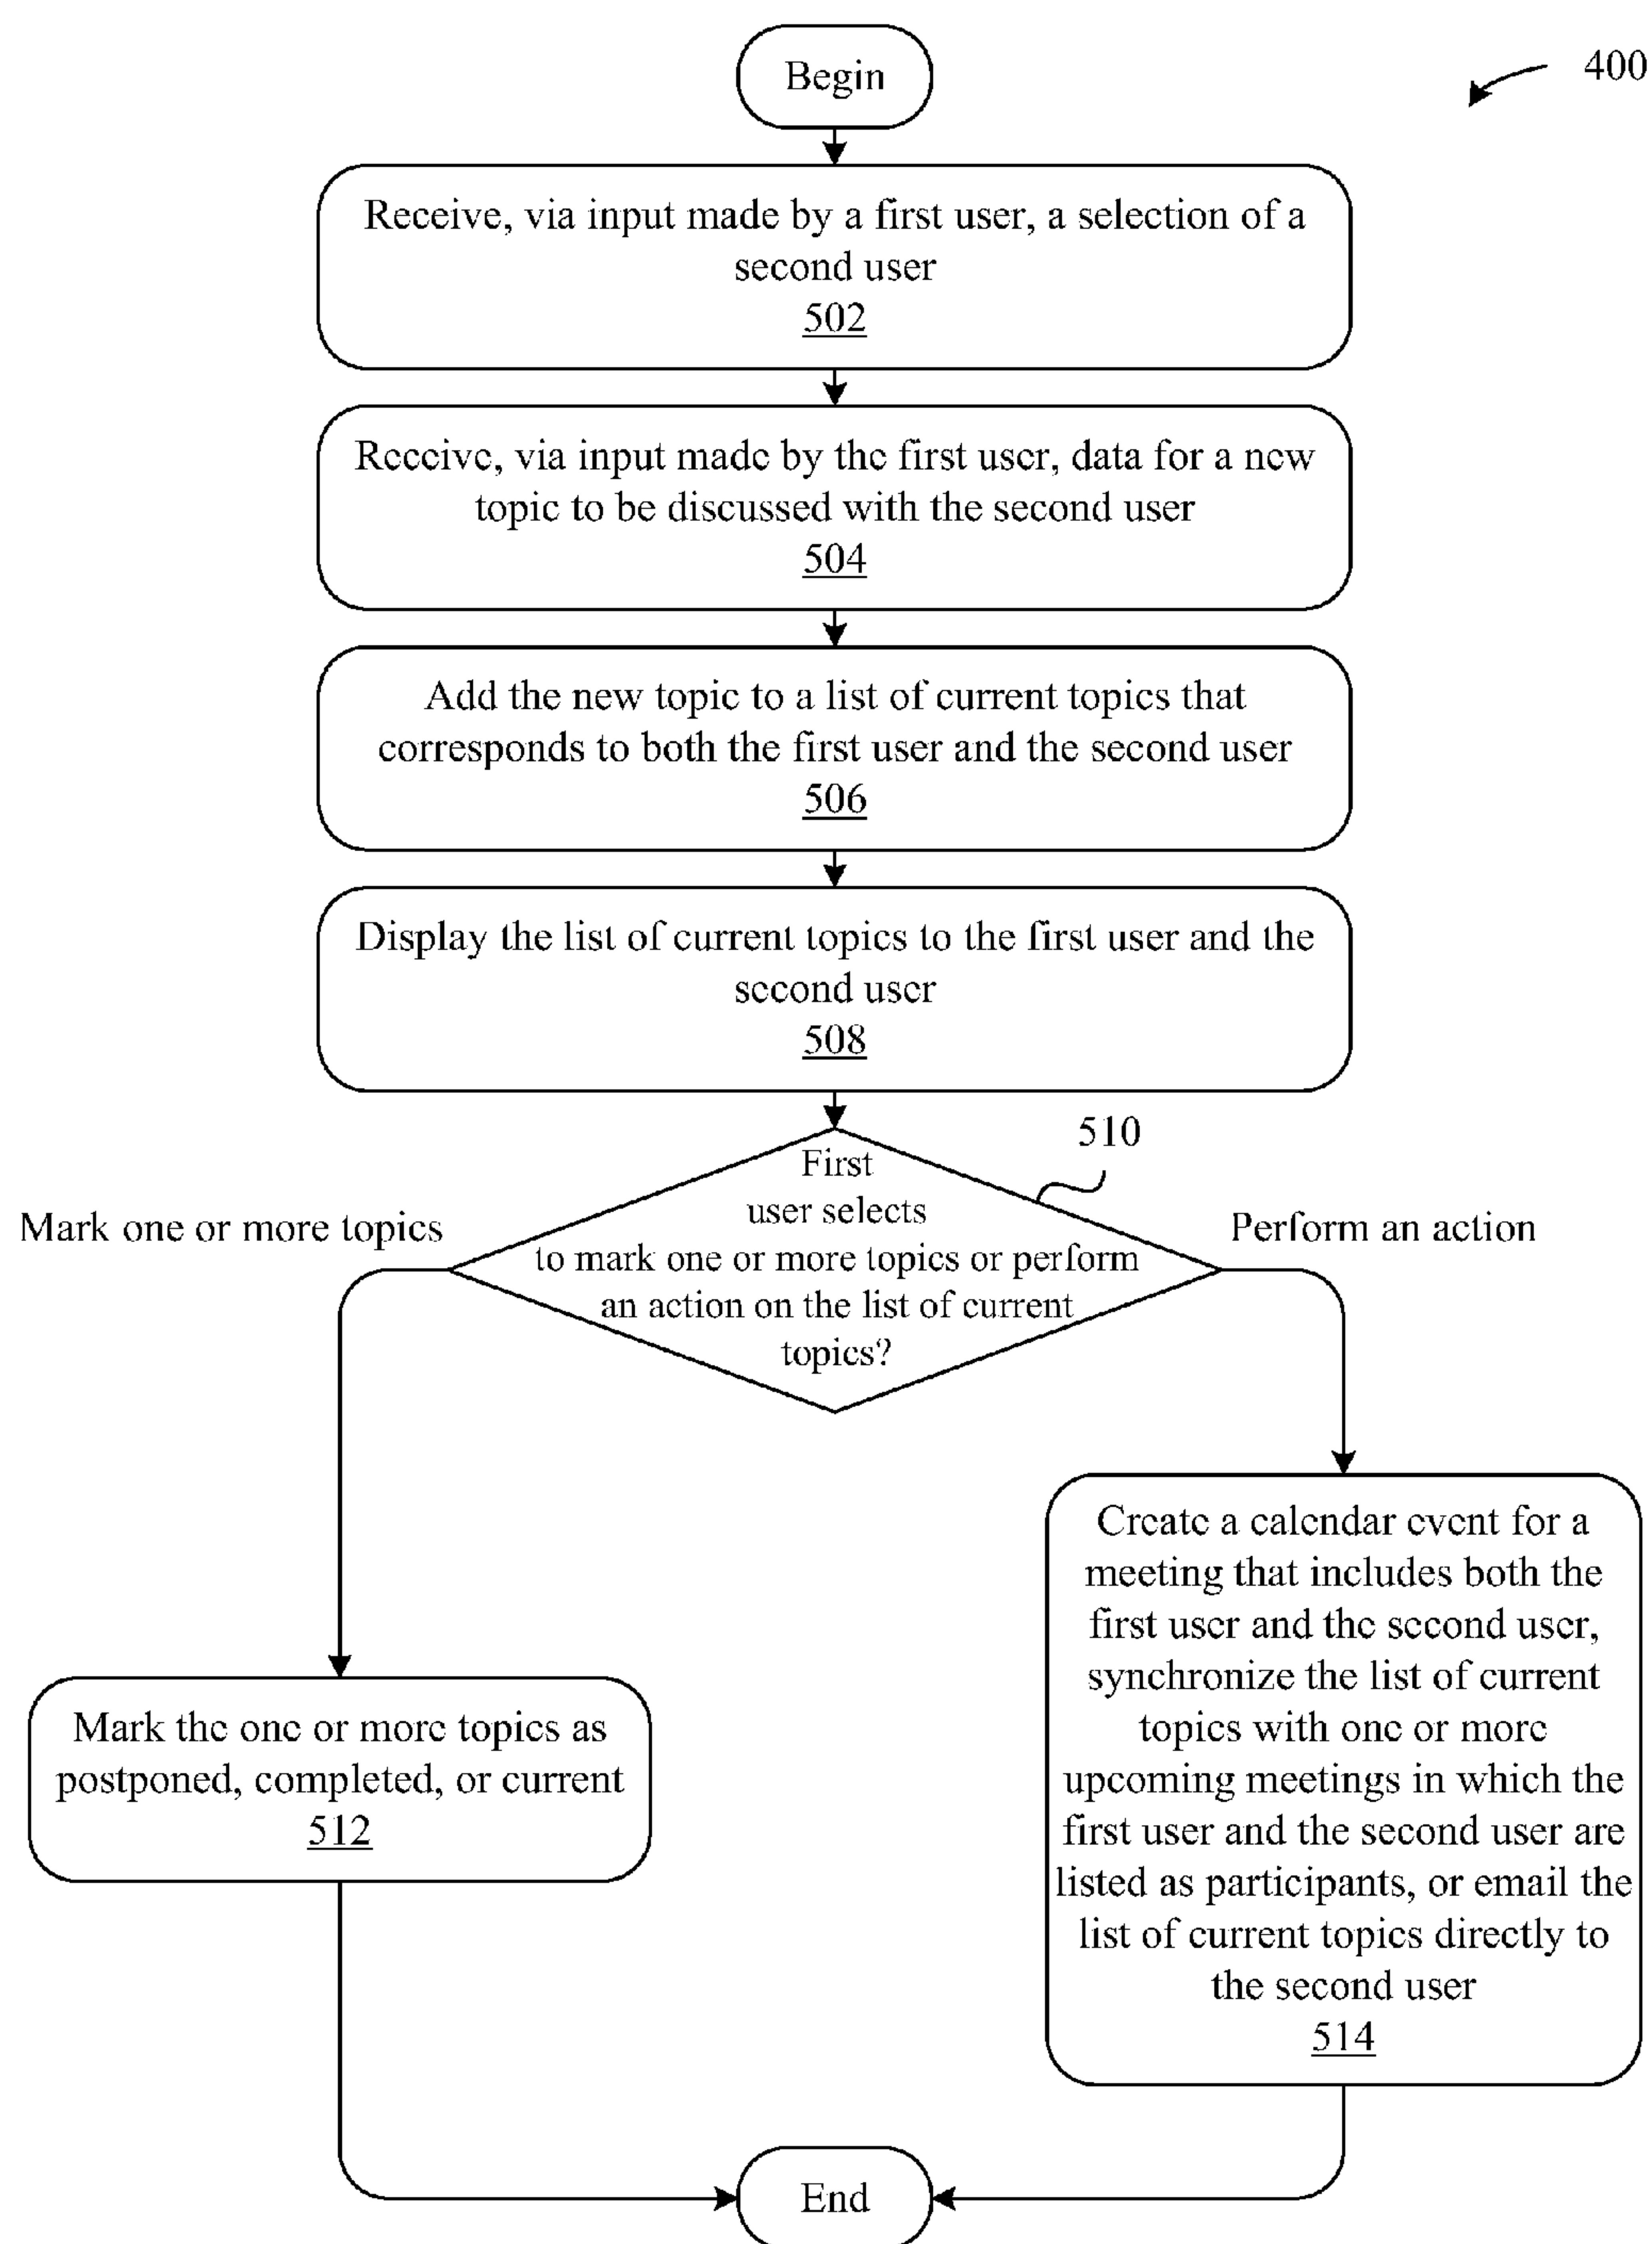 Begin
400
Receive, via input made by a first user, a selection of a
second user
502
Receive, via input made by the first user, data for a new
topic to be discussed with the second user
504
Add the new topic to a list of current topics that
corresponds to both the first user and the second user
506
Display the list of current topics to the first user and the
second user
508
510
First
user selects
to mark one or more topics or perform
an action on the list of current
topics?
Mark one or more topics
Perform an action
Mark the one or more topics as
postponed, completed, or current
512
Create a calendar event for a
meeting that includes both the
first user and the second user,
synchronize the list of current
topics with one or more
upcoming meetings in which the
first user and the second user are
listed as participants, or email the
list of current topics directly to
the second user
514
End